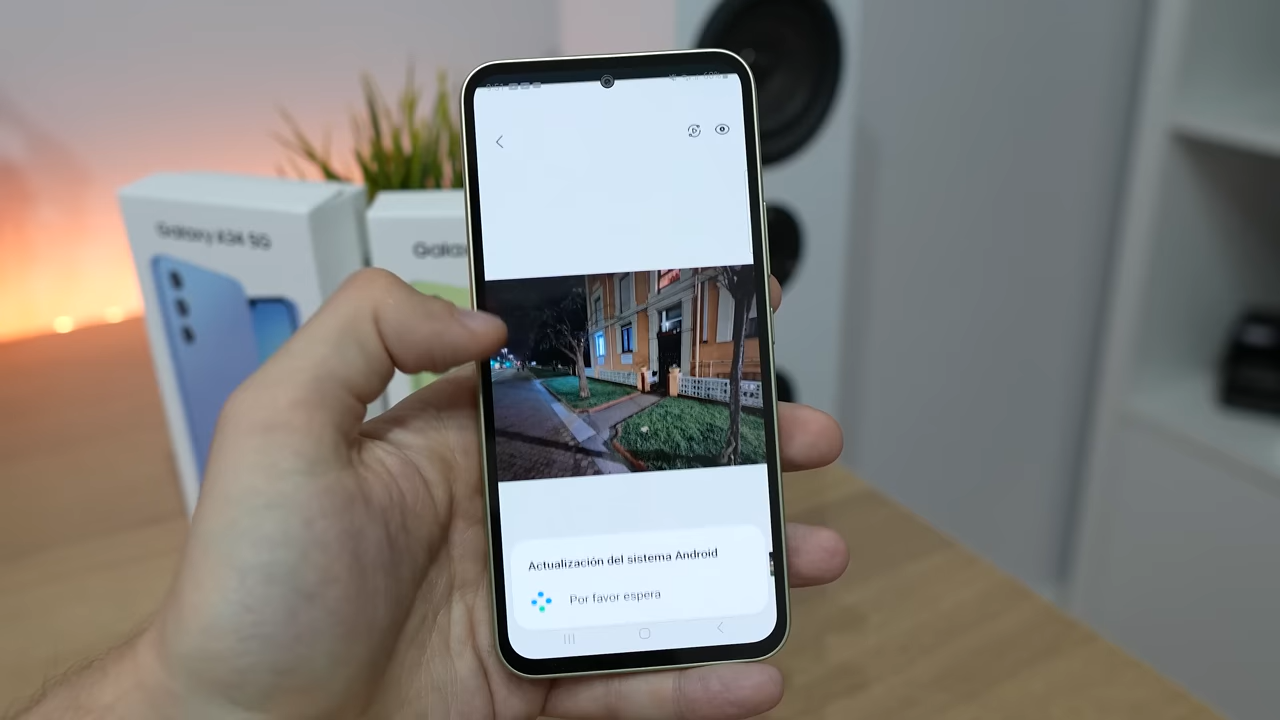 Galaxy A34 5G
Actualización del sistema Android
Por favor espera